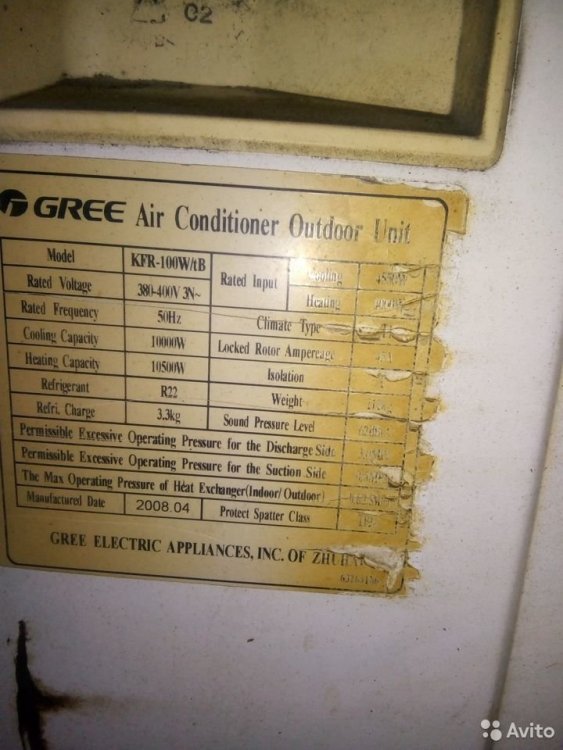 C2
GREE Air Conditioner Outdoor Unit
Model KFR-100W/tB
Rated Voltage 380-400V 3N~
Rated Frequency 50Hz
Cooling Capacity 10000W
Heating Capacity 10500W
Refrigerant R22
Refri. Charge 3.3kg
Rated Input Cooling
Heating
Climate Type
Locked Rotor Ampereage
Isolation
Weight
Sound Pressure Level
Permissible Excessive Operating Pressure for the Discharge Side
Permissible Excessive Operating Pressure for the Suction Side
The Max Operating Pressure of Heat Exchanger(Indoor/Outdoor)
Manufactured Date 2008.04 Protect Spatter Class
GREE ELECTRIC APPLIANCES, INC. OF
Avito